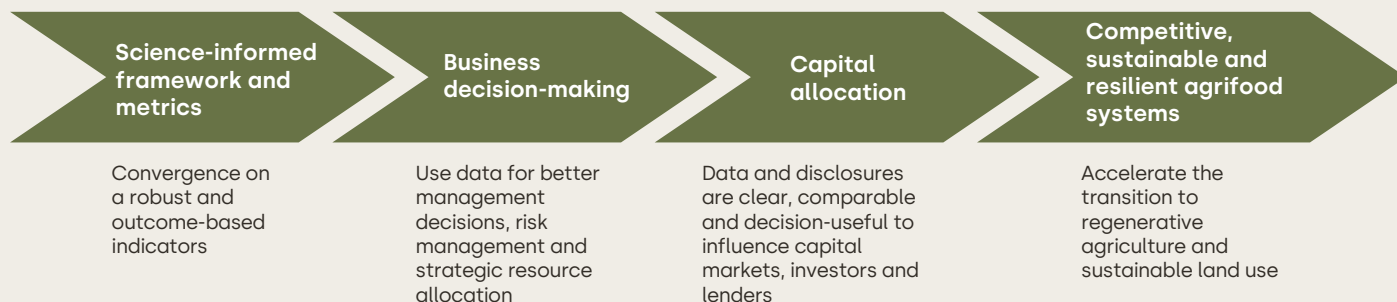 Science-informed
framework and
metrics
Convergence on
a robust and
outcome-based
indicators
Business
decision-making
Use data for better
management
decisions, risk
management and
strategic resource
allocation
Capital
allocation
Data and disclosures
are clear, comparable
and decision-useful to
influence capital
markets, investors and
lenders
Competitive,
sustainable and
resilient agrifood
systems
Accelerate the
transition to
regenerative
agriculture and
sustainable land use